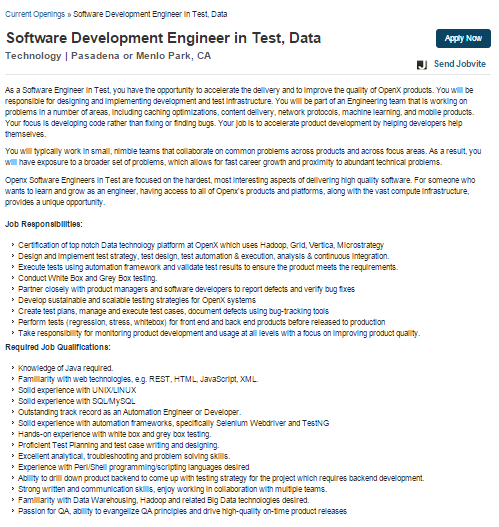 Current Openings » Software Development Engineer in Test, Data
Software Development Engineer in Test, Data
Apply Now
Technology | Pasadena or Menlo Park, CA
Send Jobvite
As a Software Engineer in Test, you have the opportunity to accelerate the delivery and to improve the quality of OpenX products. You will be
responsible for designing and implementing development and test infrastructure. You will be part of an Engineering team that is working on
problems in a number of areas, including caching optimizations, content delivery, network protocols, machine learning, and mobile products.
Your focus is developing code rather than fixing or finding bugs. Your job is to accelerate product development by helping developers help
themselves.
You will typically work in small, nimble teams that collaborate on common problems across products and across focus areas. As a result, you
will have exposure to a broader set of problems, which allows for fast career growth and proximity to abundant technical problems.
Openx Software Engineers in Test are focused on the hardest, most interesting aspects of delivering high quality software. For someone who
wants to learn and grow as an engineer, having access to all of Openx's products and platforms, along with the vast compute infrastructure,
provides a unique opportunity.
Job Responsibilities:
Certification of top notch Data technology platform at OpenX which uses Hadoop, Grid, Vertica, Microstrategy
Design and implement test strategy, test design, test automation & execution, analysis & continuous integration.
Execute tests using automation framework and validate test results to ensure the product meets the requirements.
Conduct White Box and Grey Box testing.
Partner closely with product managers and software developers to report defects and verify bug fixes
Develop sustainable and scalable testing strategies for OpenX systems
Create test plans, manage and execute test cases, document defects using bug-tracking tools
Perform tests (regression, stress, whitebox) for front end and back end products before released to production
Take responsibility for monitoring product development and usage at all levels with a focus on improving product quality.
Required Job Qualifications:
Knowledge of Java required.
Familiarity with web technologies, e.g. REST, HTML, JavaScript, XML.
Solid experience with UNIX/LINUX
Solid experience with SQL/MySQL
Outstanding track record as an Automation Engineer or Developer.
Solid experience with automation frameworks, specifically Selenium Webdriver and TestNG
Hands-on experience with white box and grey box testing.
Proficient Test Planning and test case writing and designing.
Excellent analytical, troubleshooting and problem solving skills.
Experience with Perl/Shell programming/scripting languages desired
Ability to drill down product backend to come up with testing strategy for the project which requires backend development.
Strong written and communication skills, enjoy working in collaboration with multiple teams.
Familiarity with Data Warehousing, Hadoop and related Big Data technologies desired.
Passion for QA, ability to evangelize QA principles and drive high-quality on-time product releases